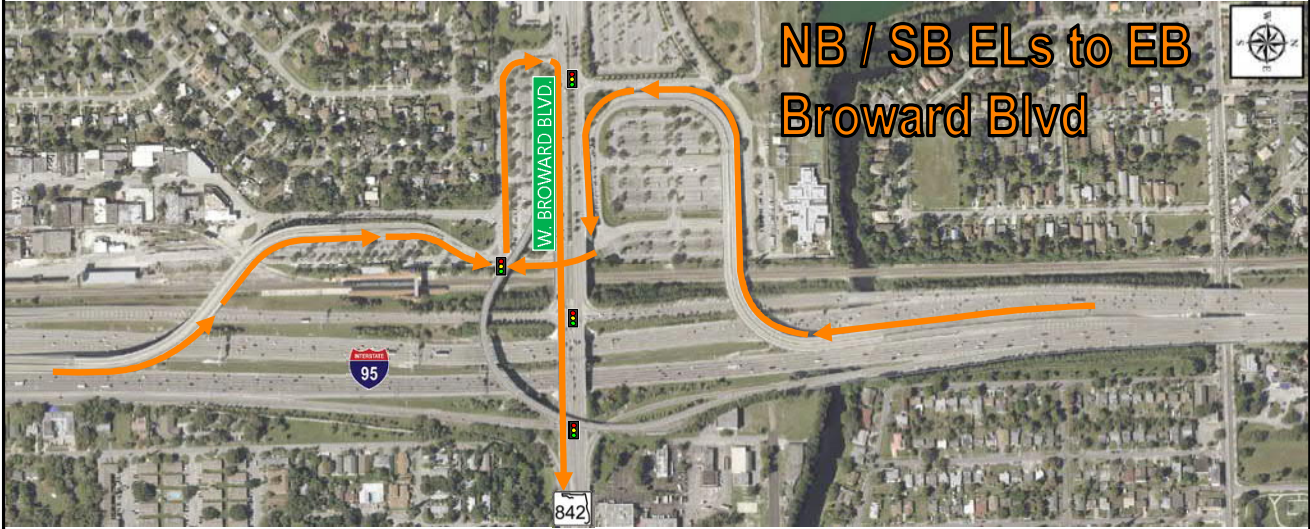 NB / SB ELs to EB
Broward Blvd
W
S
N
E
W. BROWARD BLVD.
INTERSTATE
95
842